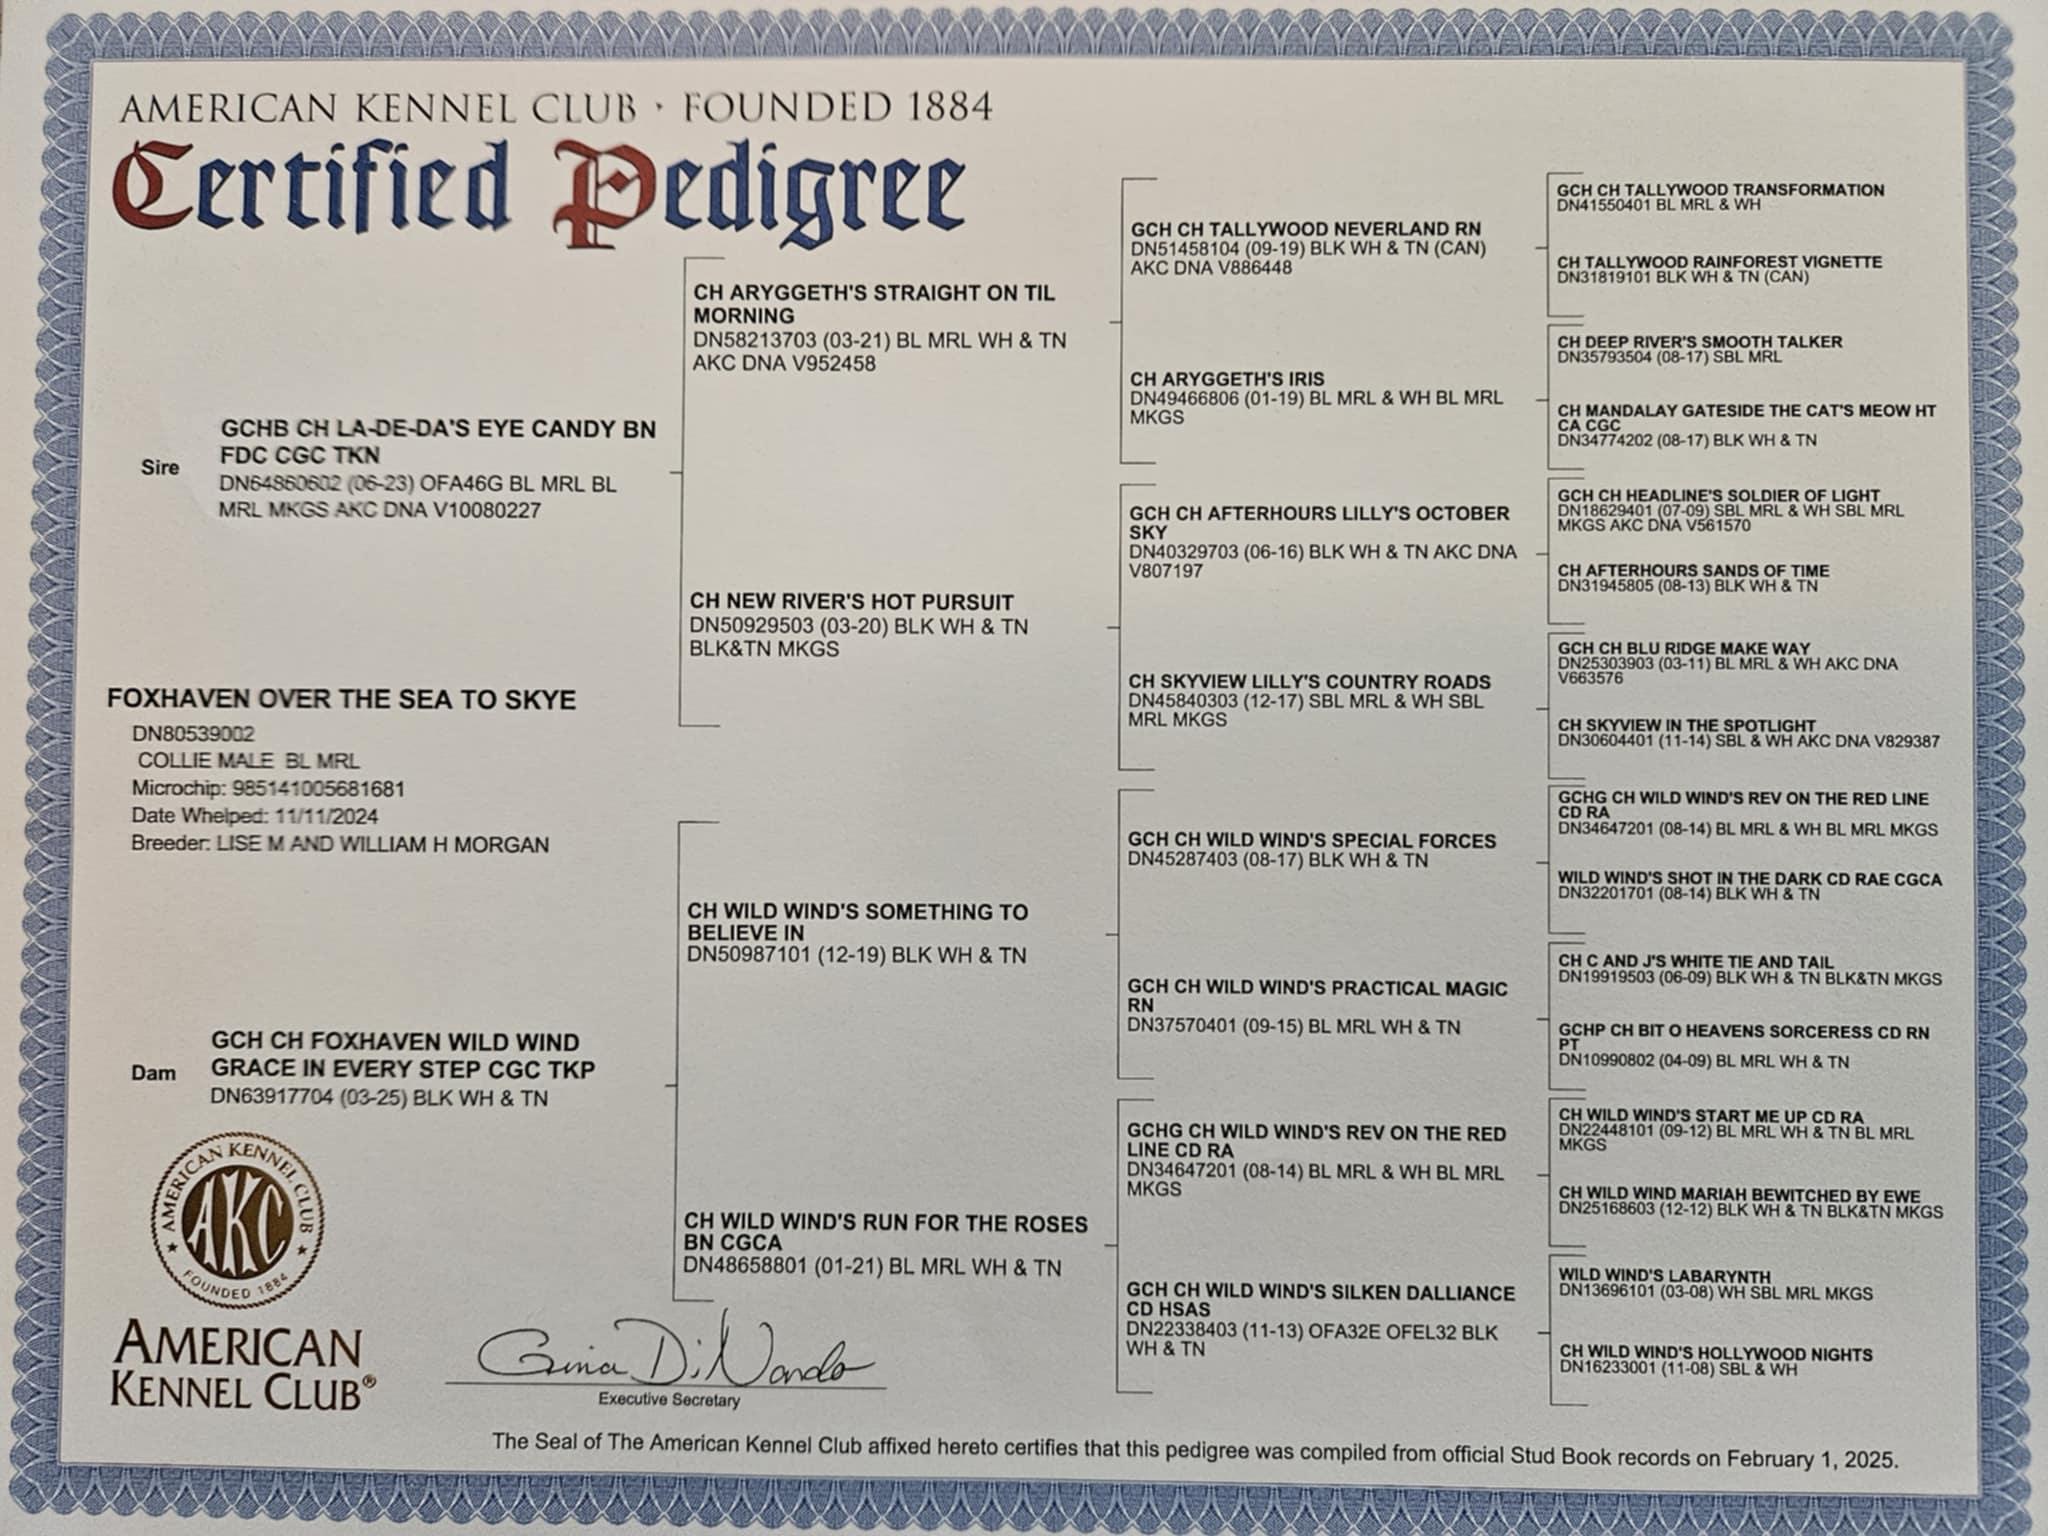 AMERICAN KENNEL CLUB · FOUNDED 1884
Certified Pedigree
Sire
GCHB CH LA-DE-DA'S EYE CANDY BN
FDC CGC TKN
DN64860602 (06-23) OFA46G BL MRL BL
MRL MKGS AKC DNA V10080227
FOXHAVEN OVER THE SEA TO SKYE
DN80539002
COLLIE MALE BL MRL
Microchip: 985141005681681
Date Whelped: 11/11/2024
Breeder: LISE M AND WILLIAM H MORGAN
Dam
GCH CH FOXHAVEN WILD WIND
GRACE IN EVERY STEP CGC TKP
DN63917704 (03-25) BLK WH & TN
CH ARYGGETH'S STRAIGHT ON TIL
MORNING
DN58213703 (03-21) BL MRL WH & TN
AKC DNA V952458
CH NEW RIVER'S HOT PURSUIT
DN50929503 (03-20) BLK WH & TN
BLK&TN MKGS
CH WILD WIND'S SOMETHING TO
BELIEVE IN
DN50987101 (12-19) BLK WH & TN
CH WILD WIND'S RUN FOR THE ROSES
BN CGCA
DN48658801 (01-21) BL MRL WH & TN
GCH CH TALLYWOOD NEVERLAND RN
DN51458104 (09-19) BLK WH & TN (CAN)
AKC DNA V886448
CH ARYGGETH'S IRIS
DN49466806 (01-19) BL MRL & WH BL MRL
MKGS
GCH CH AFTERHOURS LILLY'S OCTOBER
SKY
DN40329703 (06-16) BLK WH & TN AKC DNA
V807197
CH SKYVIEW LILLY'S COUNTRY ROADS
DN45840303 (12-17) SBL MRL & WH SBL
MRL MKGS
GCH CH WILD WIND'S SPECIAL FORCES
DN45287403 (08-17) BLK WH & TN
GCH CH WILD WIND'S PRACTICAL MAGIC
RN
DN37570401 (09-15) BL MRL WH & TN
GCHG CH WILD WIND'S REV ON THE RED
LINE CD RA
DN34647201 (08-14) BL MRL & WH BL MRL
MKGS
GCH CH WILD WIND'S SILKEN DALLIANCE
CD HSAS
DN22338403 (11-13) OFA32E OFEL32 BLK
WH & TN
GCH CH TALLYWOOD TRANSFORMATION
DN41550401 BL MRL & WH
CH TALLYWOOD RAINFOREST VIGNETTE
DN31819101 BLK WH & TN (CAN)
CH DEEP RIVER'S SMOOTH TALKER
DN35793504 (08-17) SBL MRL
CH MANDALAY GATESIDE THE CAT'S MEOW HT
CA CGC
DN34774202 (08-17) BLK WH & TN
GCH CH HEADLINE'S SOLDIER OF LIGHT
DN18629401 (07-09) SBL MRL & WH SBL MRL
MKGS AKC DNA V561570
CH AFTERHOURS SANDS OF TIME
DN31945805 (08-13) BLK WH & TN
GCH CH BLU RIDGE MAKE WAY
DN25303903 (03-11) BL MRL & WH AKC DNA
V663576
CH SKYVIEW IN THE SPOTLIGHT
DN30604401 (11-14) SBL & WH AKC DNA V829387
GCHG CH WILD WIND'S REV ON THE RED LINE
CD RA
DN34647201 (08-14) BL MRL & WH BL MRL MKGS
WILD WIND'S SHOT IN THE DARK CD RAE CGCA
DN32201701 (08-14) BLK WH & TN
CH C AND J'S WHITE TIE AND TAIL
DN19919503 (06-09) BLK WH & TN BLK&TN MKGS
GCHP CH BIT O HEAVENS SORCERESS CD RN
PT
DN10990802 (04-09) BL MRL WH & TN
CH WILD WIND'S START ME UP CD RA
DN22448101 (09-12) BL MRL WH & TN BL MRL
MKGS
CH WILD WIND MARIAH BEWITCHED BY EWE
DN25168603 (12-12) BLK WH & TN BLK&TN MKGS
WILD WIND'S LABARYNTH
DN13696101 (03-08) WH SBL MRL MKGS
CH WILD WIND'S HOLLYWOOD NIGHTS
DN16233001 (11-08) SBL & WH
AMERICAN KENNEL CLUB
AKC
FOUNDED 1884
AMERICAN
KENNEL CLUB®
Gina DiNardo
Executive Secretary
The Seal of The American Kennel Club affixed hereto certifies that this pedigree was compiled from official Stud Book records on February 1, 2025.